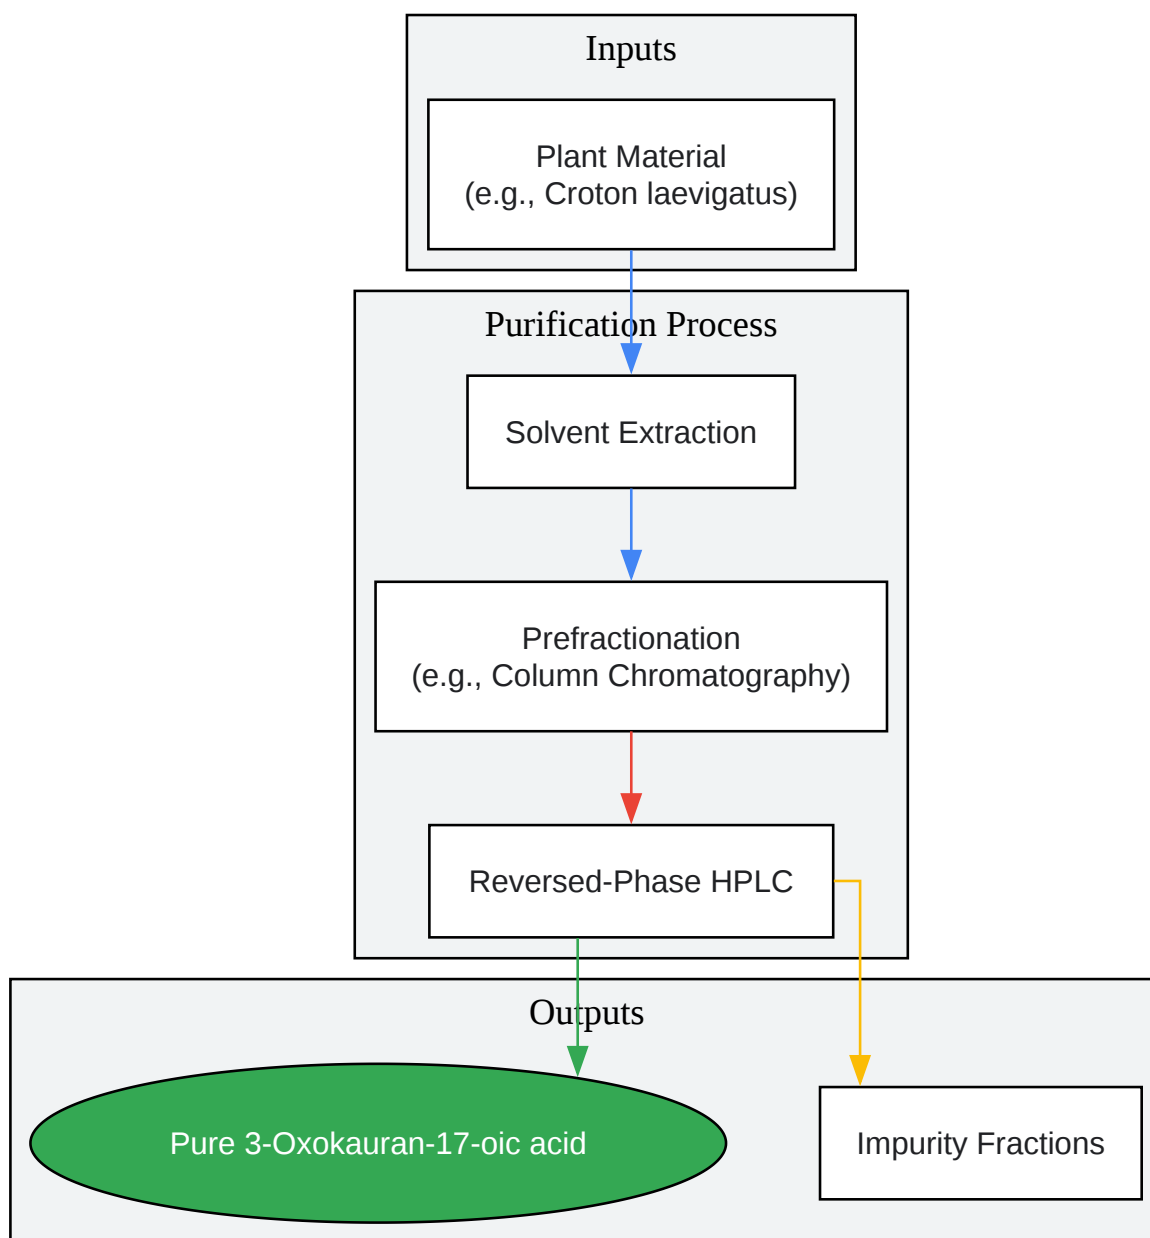 Inputs
Plant Material
(e.g., Croton laevigatus)
Purification Process
Solvent Extraction
Prefractionation
(e.g., Column Chromatography)
Reversed-Phase HPLC
Outputs
Pure 3-Oxokauran-17-oic acid
Impurity Fractions